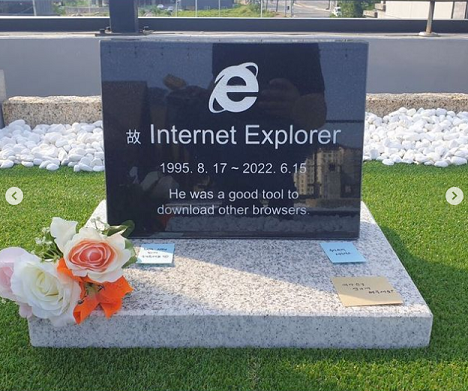 故 Internet Explorer
1995. 8. 17 ~ 2022. 6.15
He was a good tool to
download other browsers.